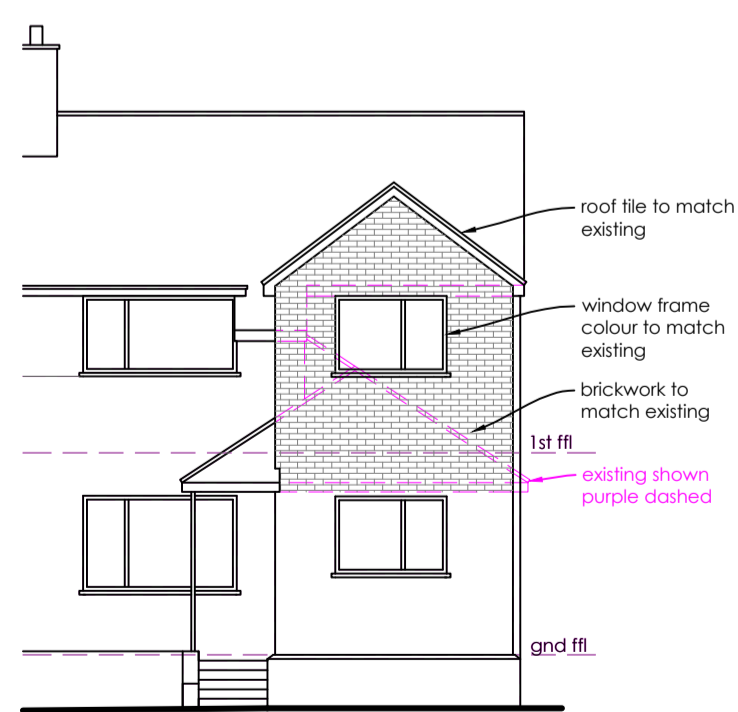 roof tile to match
existing
window frame
colour to match
existing
brickwork to
match existing
1st ffl
existing shown
purple dashed
gnd ffl